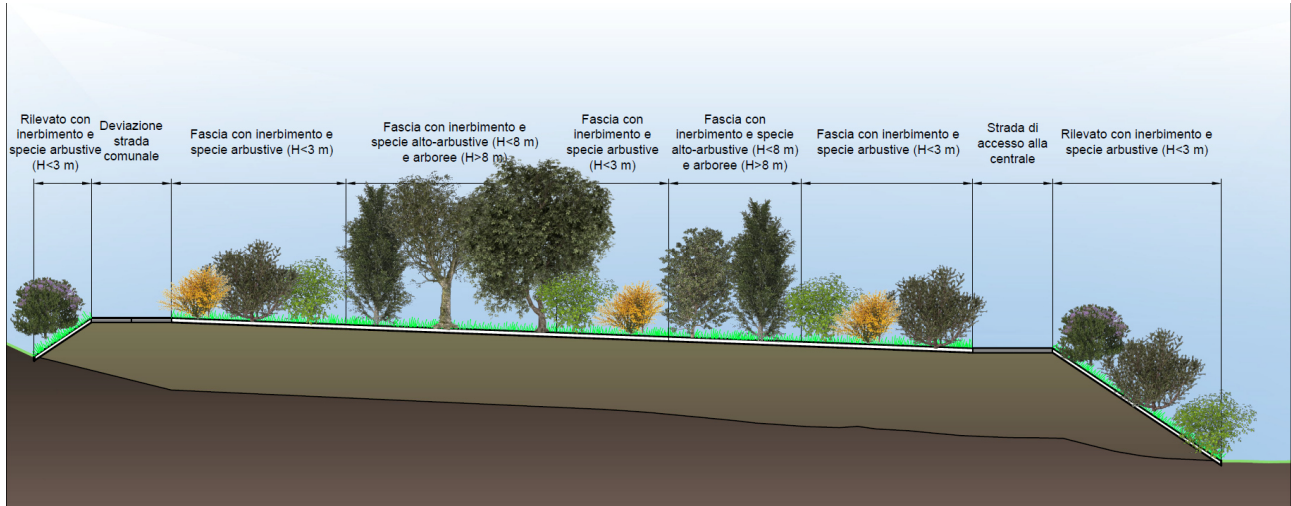 Rilevato con
inerbimento e
specie arbustive
(H<3 m)
Deviazione
strada
comunale
Fascia con inerbimento e
specie arbustive (H<3 m)
Fascia con inerbimento e
specie alto-arbustive (H<8 m)
e arboree (H>8 m)
Fascia con
inerbimento e
specie arbustive
(H<3 m)
Fascia con
inerbimento e specie
alto-arbustive (H<8 m)
e arboree (H>8 m)
Fascia con inerbimento e
specie arbustive (H<3 m)
Strada di
accesso alla
centrale
Rilevato con inerbimento e
specie arbustive (H<3 m)